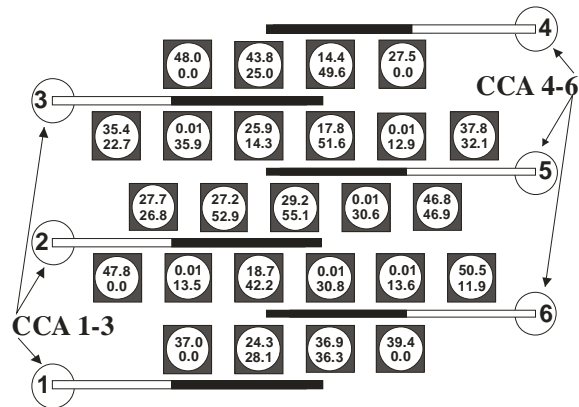 4
48.0 43.8 14.4 27.5
0.0 25.0 49.6 0.0
CCA 4-6
3
35.4 0.01 25.9 17.8 0.01 37.8
22.7 35.9 14.3 51.6 12.9 32.1
5
27.7 27.2 29.2 0.01 46.8
26.8 52.9 55.1 30.6 46.9
2
47.8 0.01 18.7 0.01 0.01 50.5
0.0 13.5 42.2 30.8 13.6 11.9
6
CCA 1-3
37.0 24.3 36.9 39.4
0.0 28.1 36.3 0.0
1